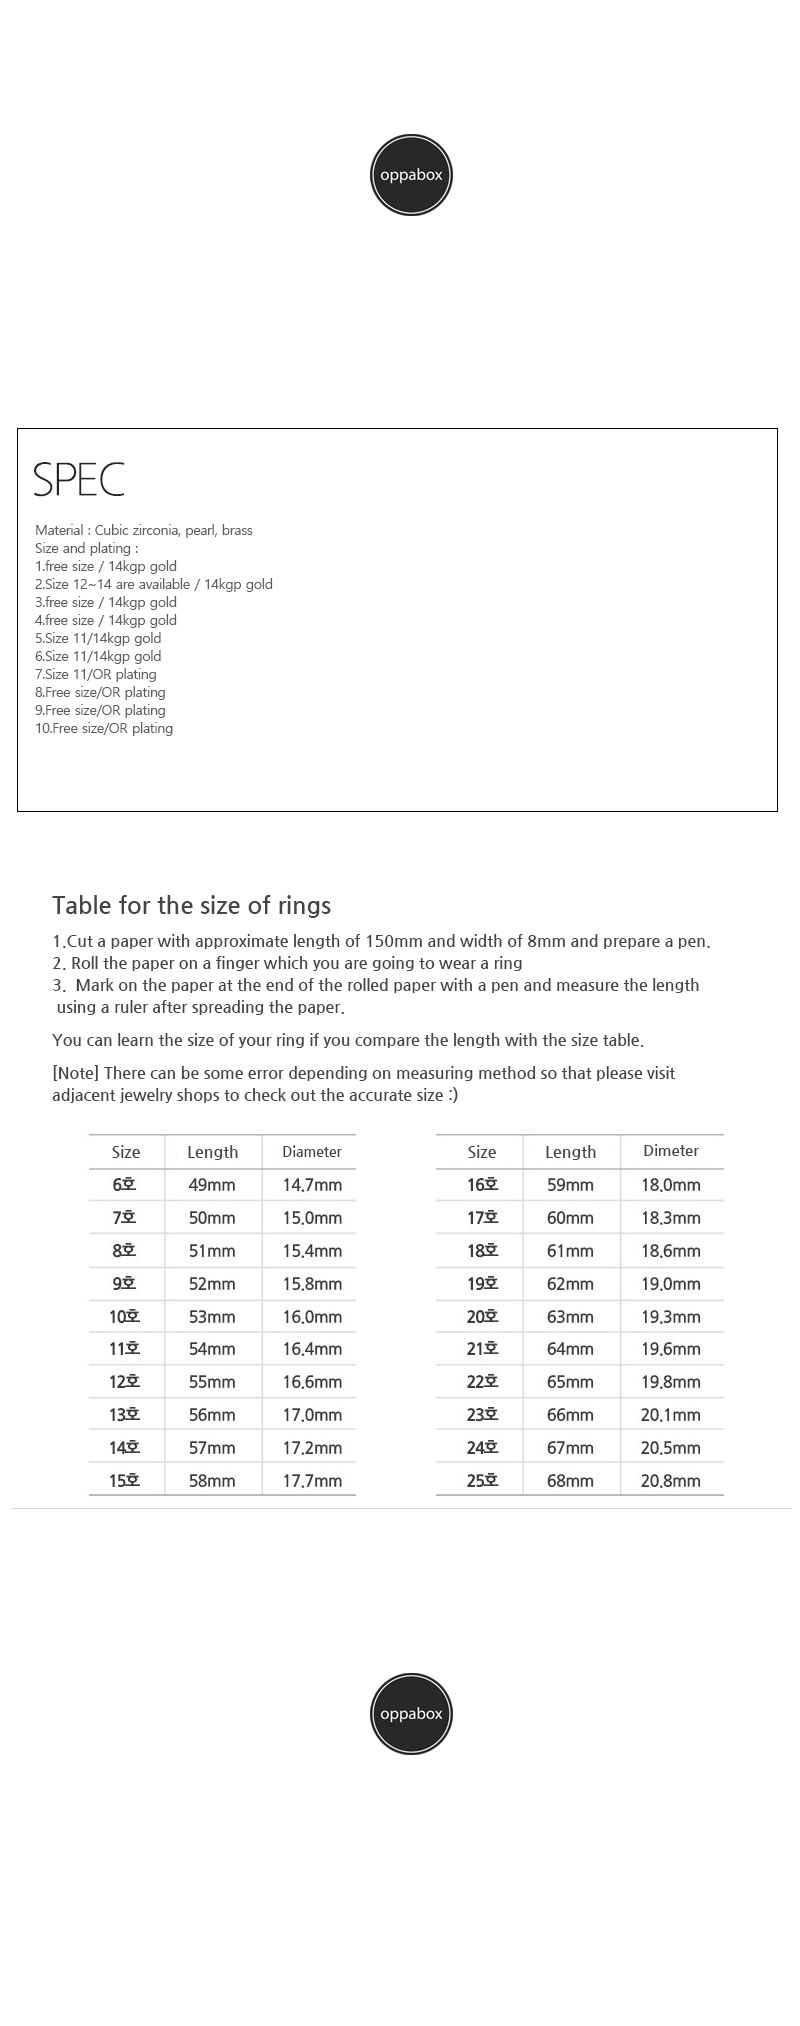 oppabox
SPEC
Material : Cubic zirconia, pearl, brass
Size and plating :
1.free size / 14kgp gold
2.Size 12~14 are available / 14kgp gold
3.free size / 14kgp gold
4.free size / 14kgp gold
5.Size 11/14kgp gold
6.Size 11/14kgp gold
7.Size 11/OR plating
8.Free size/OR plating
9.Free size/OR plating
10.Free size/OR plating
Table for the size of rings
1.Cut a paper with approximate length of 150mm and width of 8mm and prepare a pen.
2. Roll the paper on a finger which you are going to wear a ring
3.  Mark on the paper at the end of the rolled paper with a pen and measure the length
using a ruler after spreading the paper.
You can learn the size of your ring if you compare the length with the size table.
[Note] There can be some error depending on measuring method so that please visit
adjacent jewelry shops to check out the accurate size :)
Size Length Diameter
6호 49mm 14.7mm
7호 50mm 15.0mm
8호 51mm 15.4mm
9호 52mm 15.8mm
10호 53mm 16.0mm
11호 54mm 16.4mm
12호 55mm 16.6mm
13호 56mm 17.0mm
14호 57mm 17.2mm
15호 58mm 17.7mm
Size Length Dimeter
16호 59mm 18.0mm
17호 60mm 18.3mm
18호 61mm 18.6mm
19호 62mm 19.0mm
20호 63mm 19.3mm
21호 64mm 19.6mm
22호 65mm 19.8mm
23호 66mm 20.1mm
24호 67mm 20.5mm
25호 68mm 20.8mm
oppabox